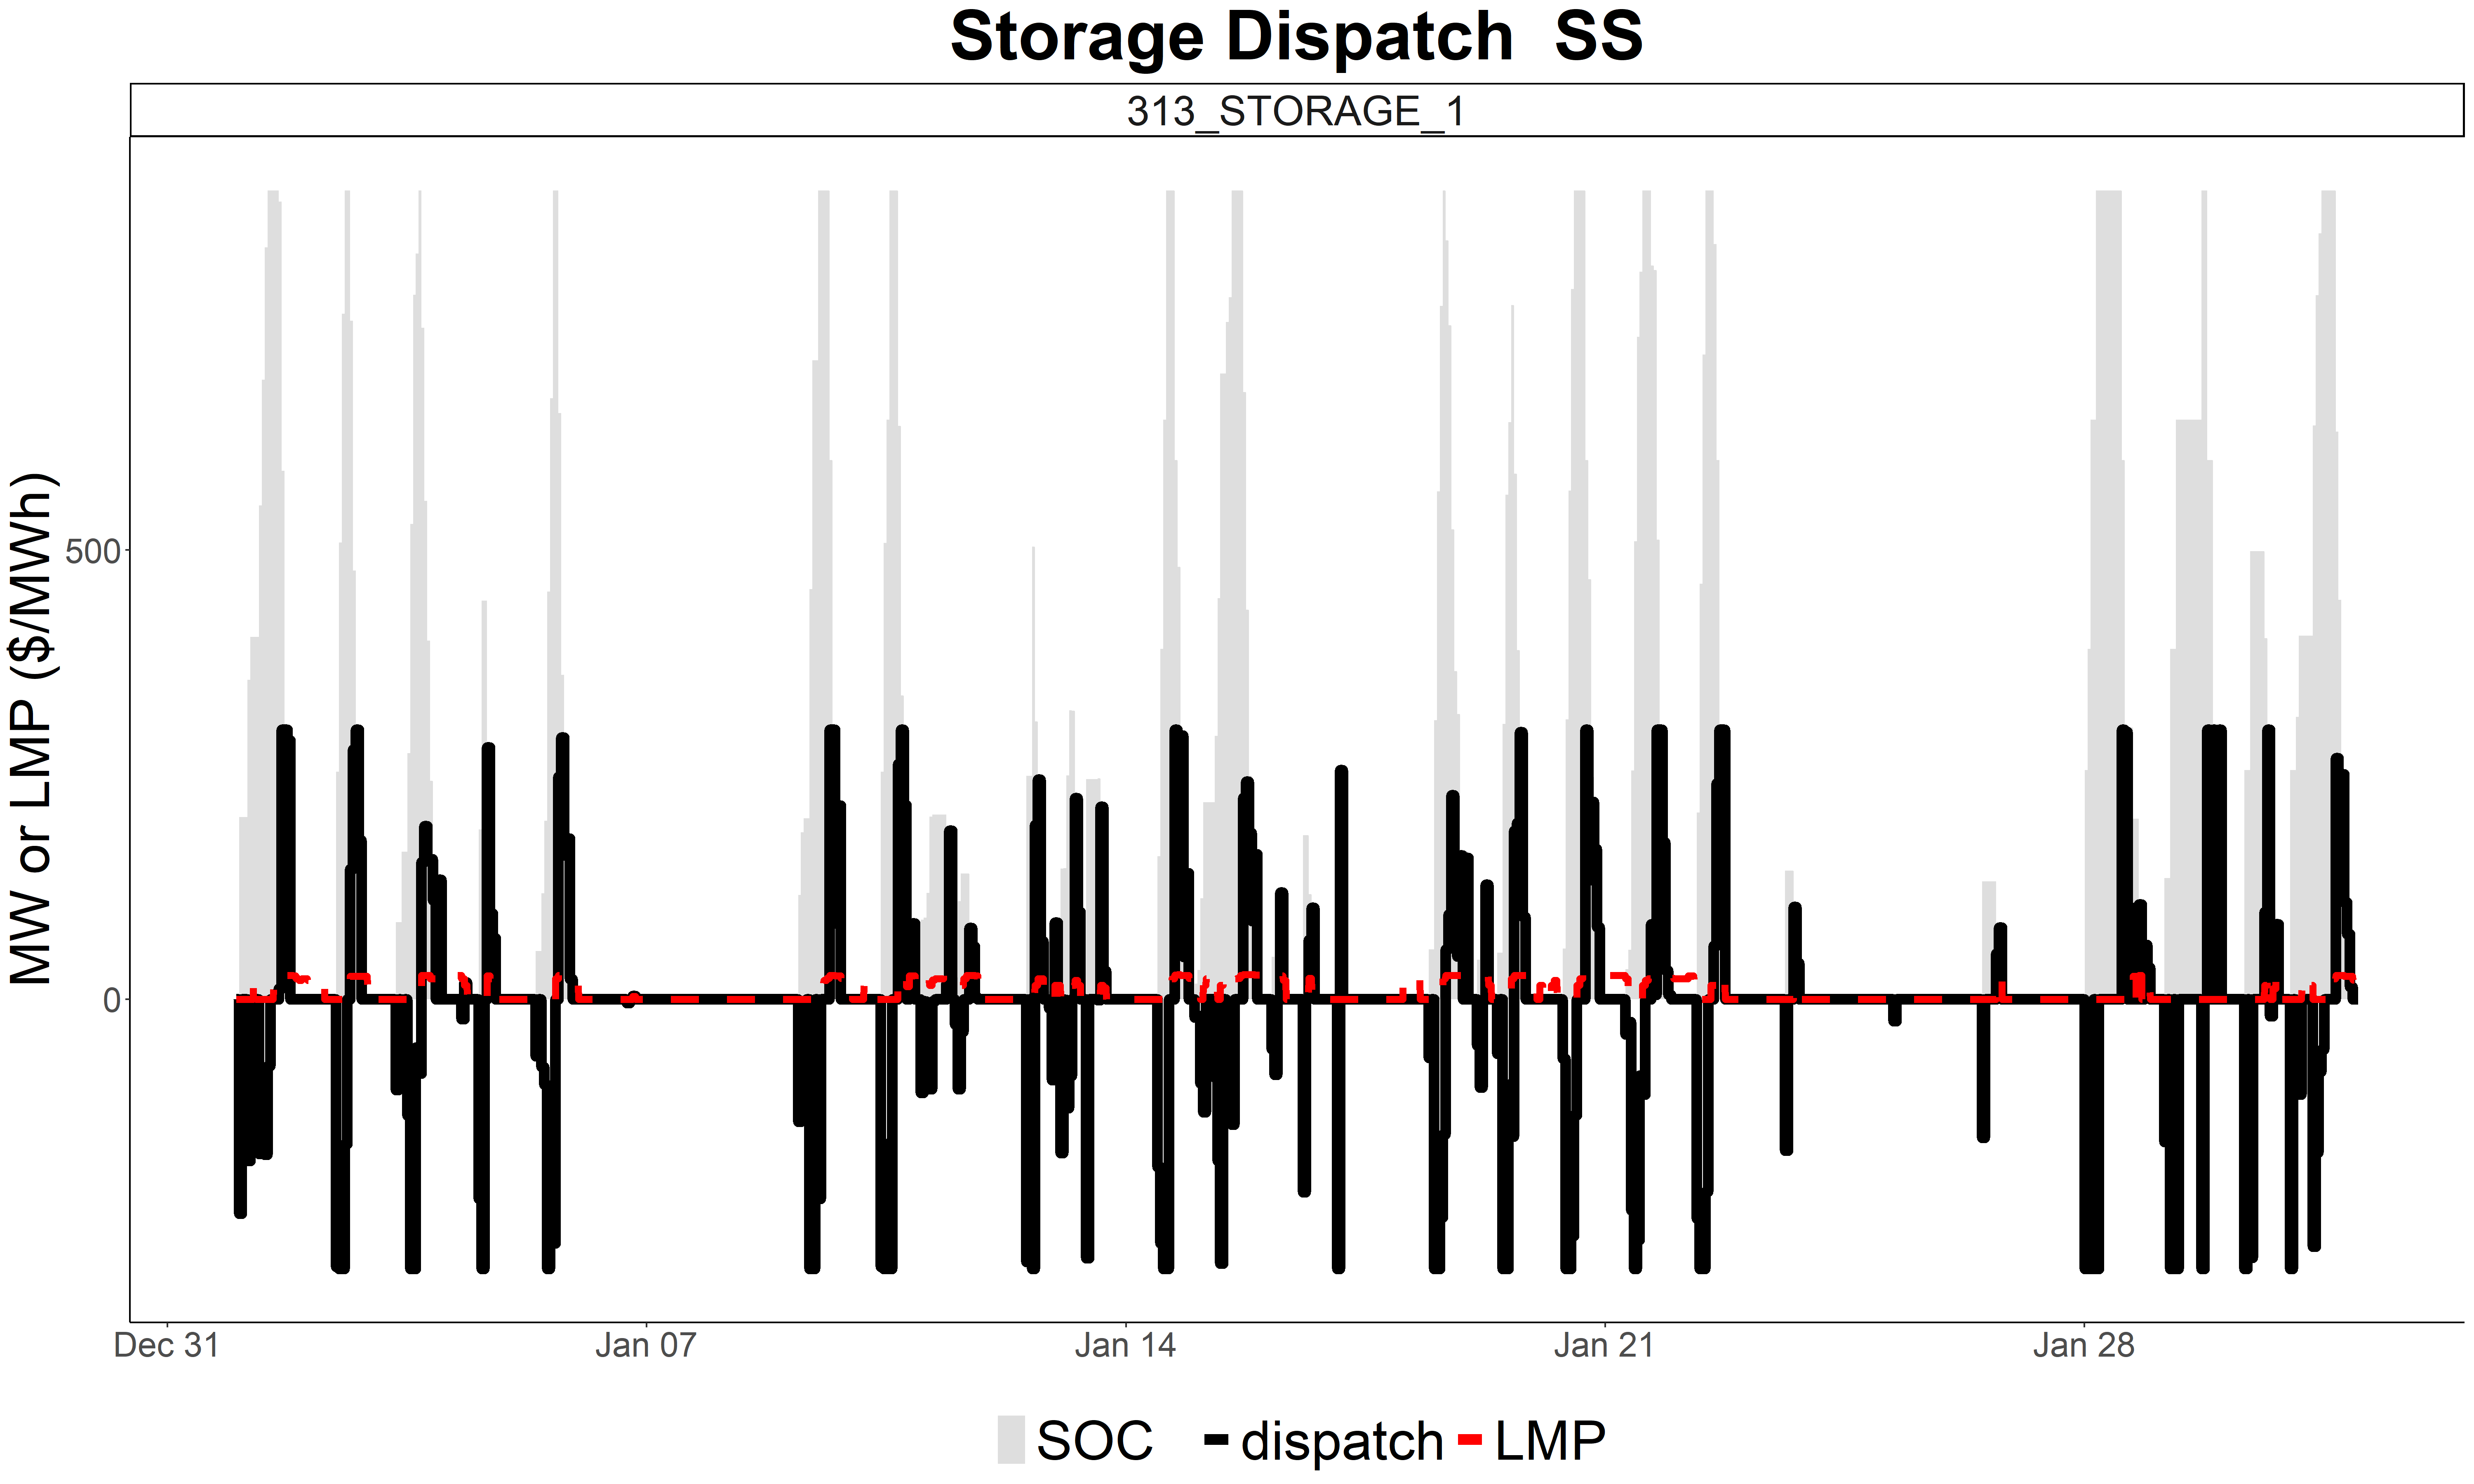 Storage Dispatch  SS
313_STORAGE_1
MW or LMP ($/MWh)
500
0
Dec 31
Jan 07
Jan 14
Jan 21
Jan 28
SOC
dispatch
LMP